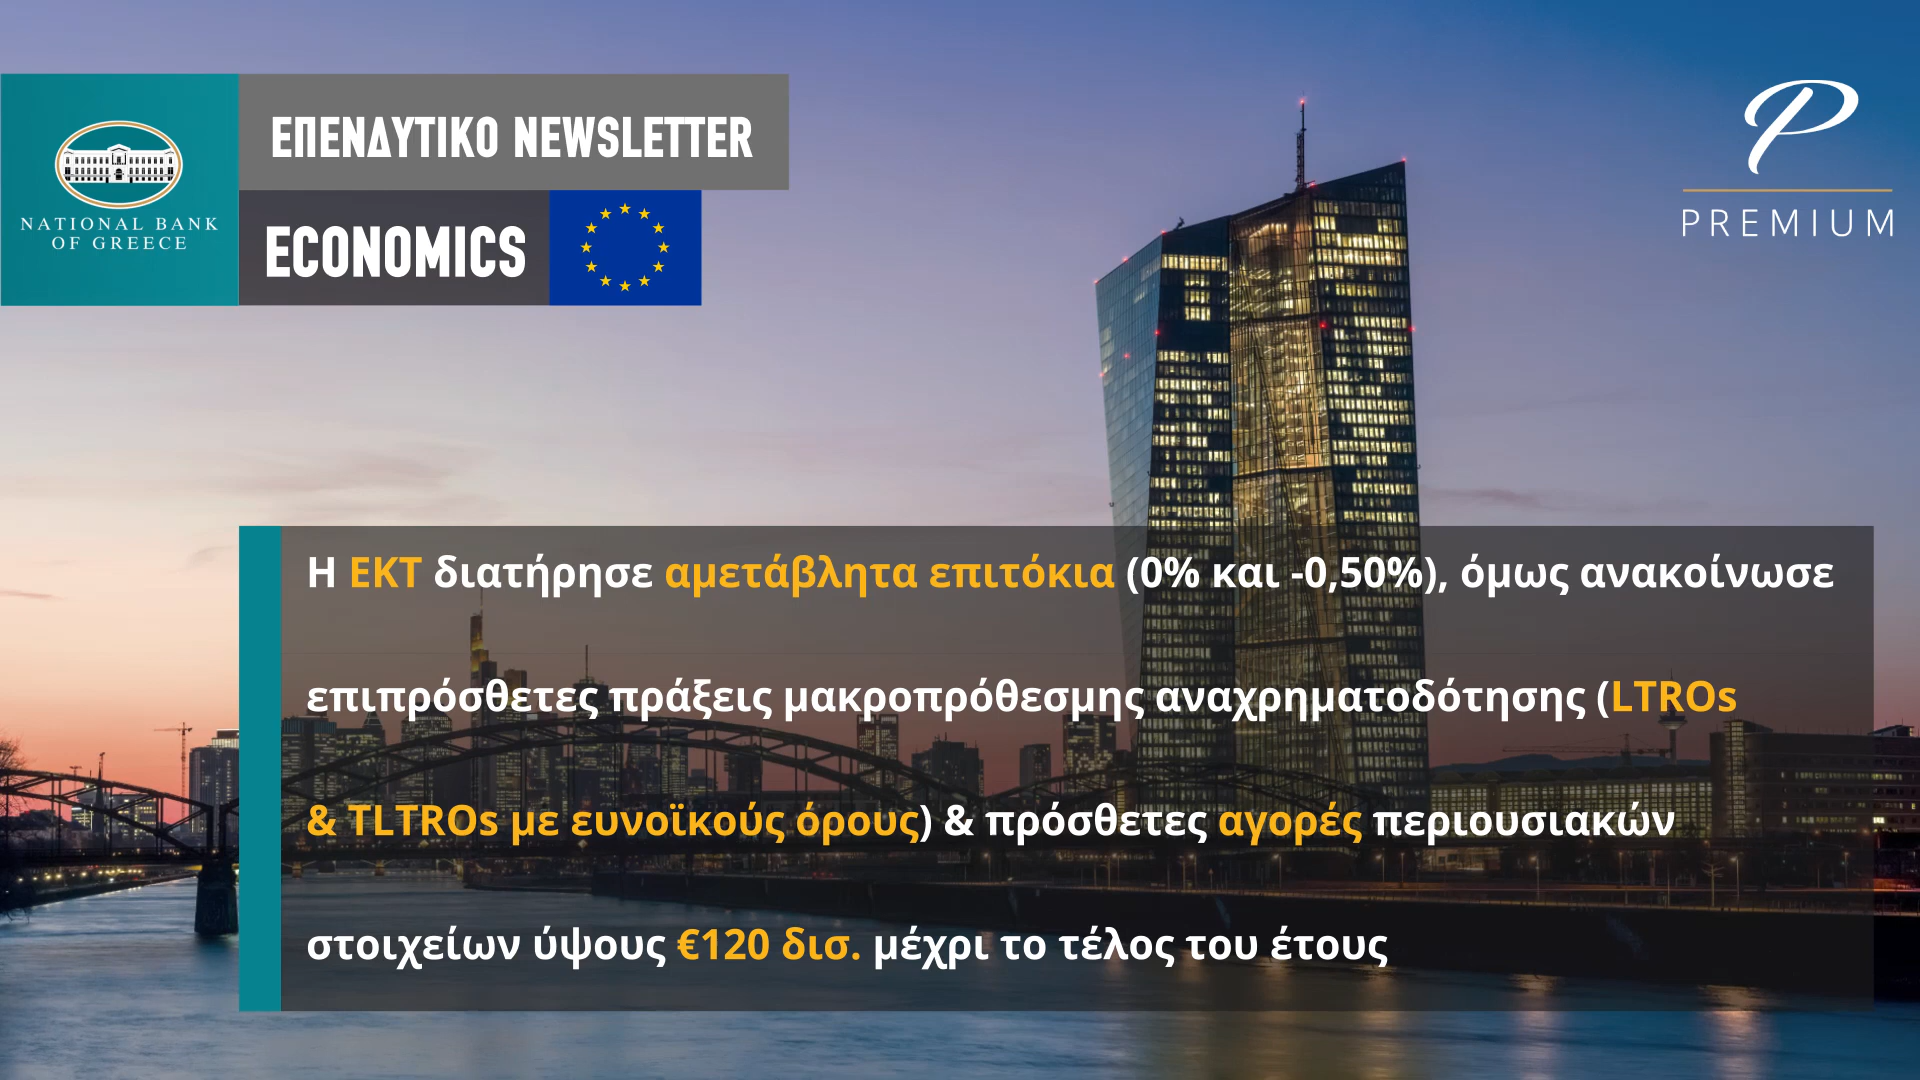 NATIONAL BANK
OF GREECE
ΕΠΕΝΔΥΤΙΚΟ NEWSLETTER
ECONOMICS
P
PREMIUM
Η ΕΚΤ διατήρησε αμετάβλητα επιτόκια (0% και -0,50%), όμως ανακοίνωσε
επιπρόσθετες πράξεις μακροπρόθεσμης αναχρηματοδότησης (LTROs
& TLTROs με ευνοϊκούς όρους) & πρόσθετες αγορές περιουσιακών
στοιχείων ύψους €120 δισ. μέχρι το τέλος του έτους